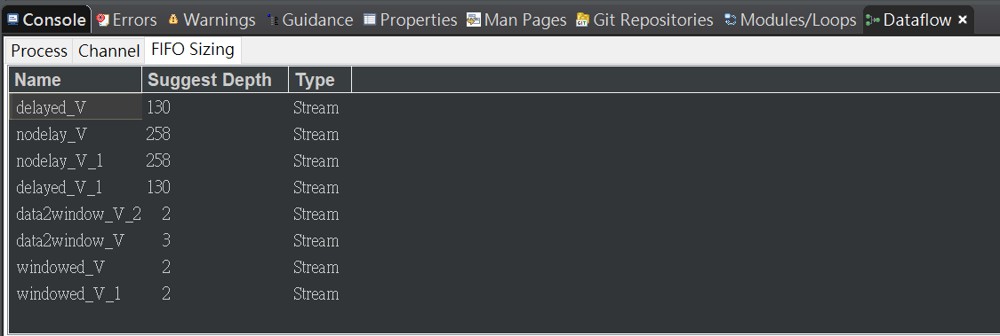 Console Errors Warnings Guidance Properties Man Pages Git Repositories Modules/Loops Dataflow
Process Channel FIFO Sizing
Name Suggest Depth Type
delayed_V 130 Stream
nodelay_V 258 Stream
nodelay_V_1 258 Stream
delayed_V_1 130 Stream
data2window_V_2 2 Stream
data2window_V 3 Stream
windowed_V 2 Stream
windowed_V_1 2 Stream